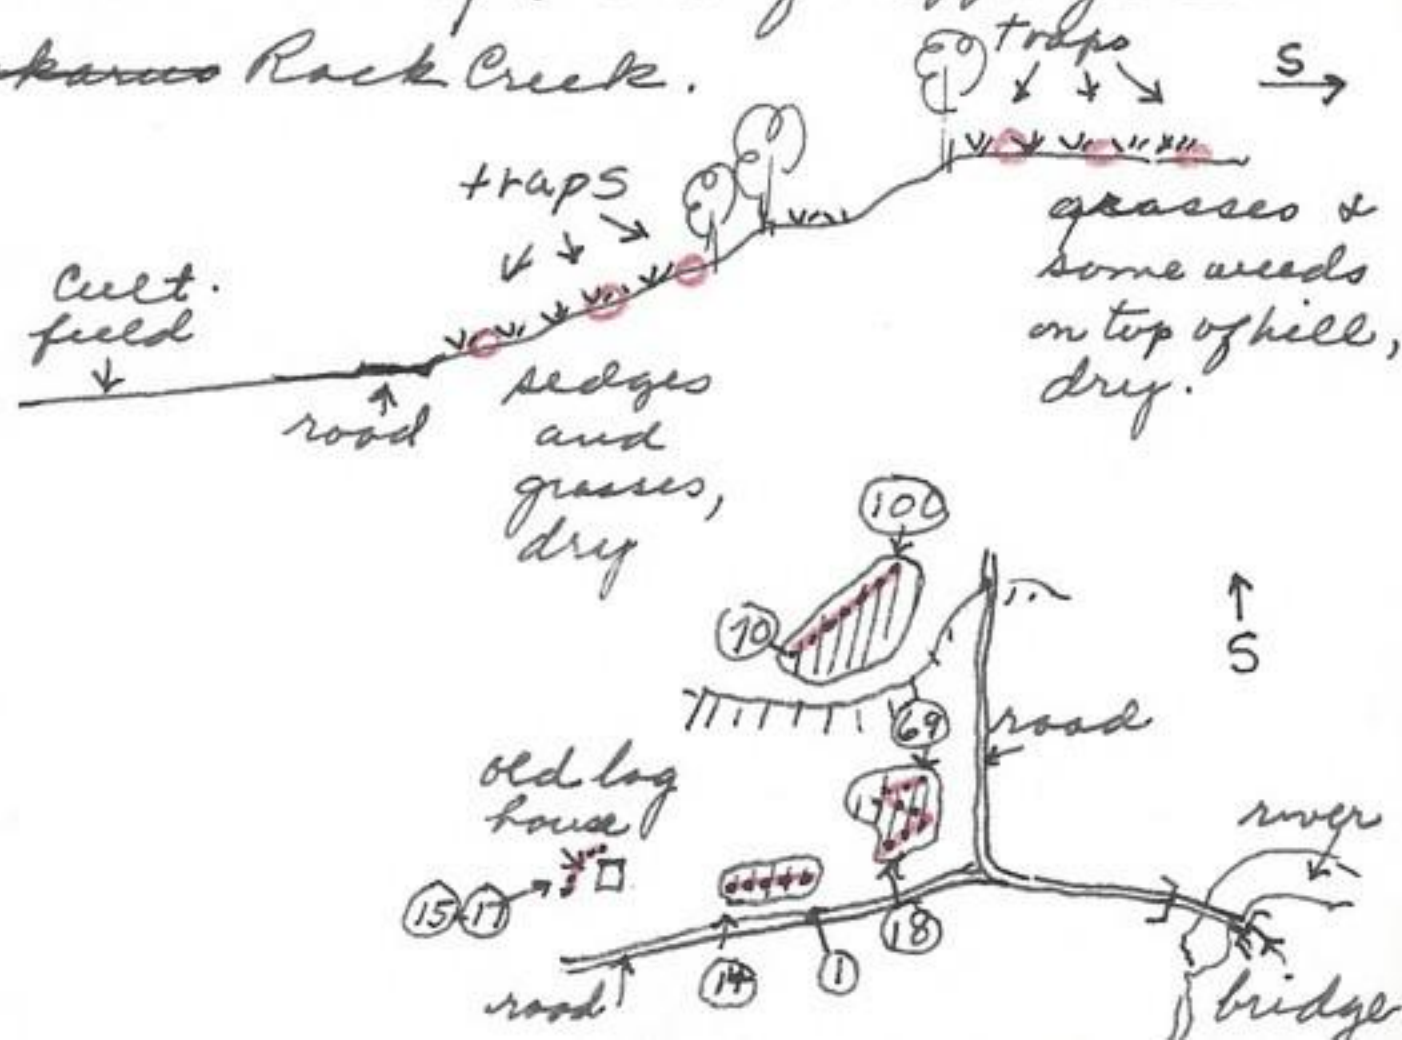 Rock Creek.
traps
S
traps
grasses &
some weeds
on top of hill,
dry.
Cult.
field
road
sedges
and
grasses,
dry
100
70
S
69
road
old log
house
river
15-17
18
14
1
road
bridge